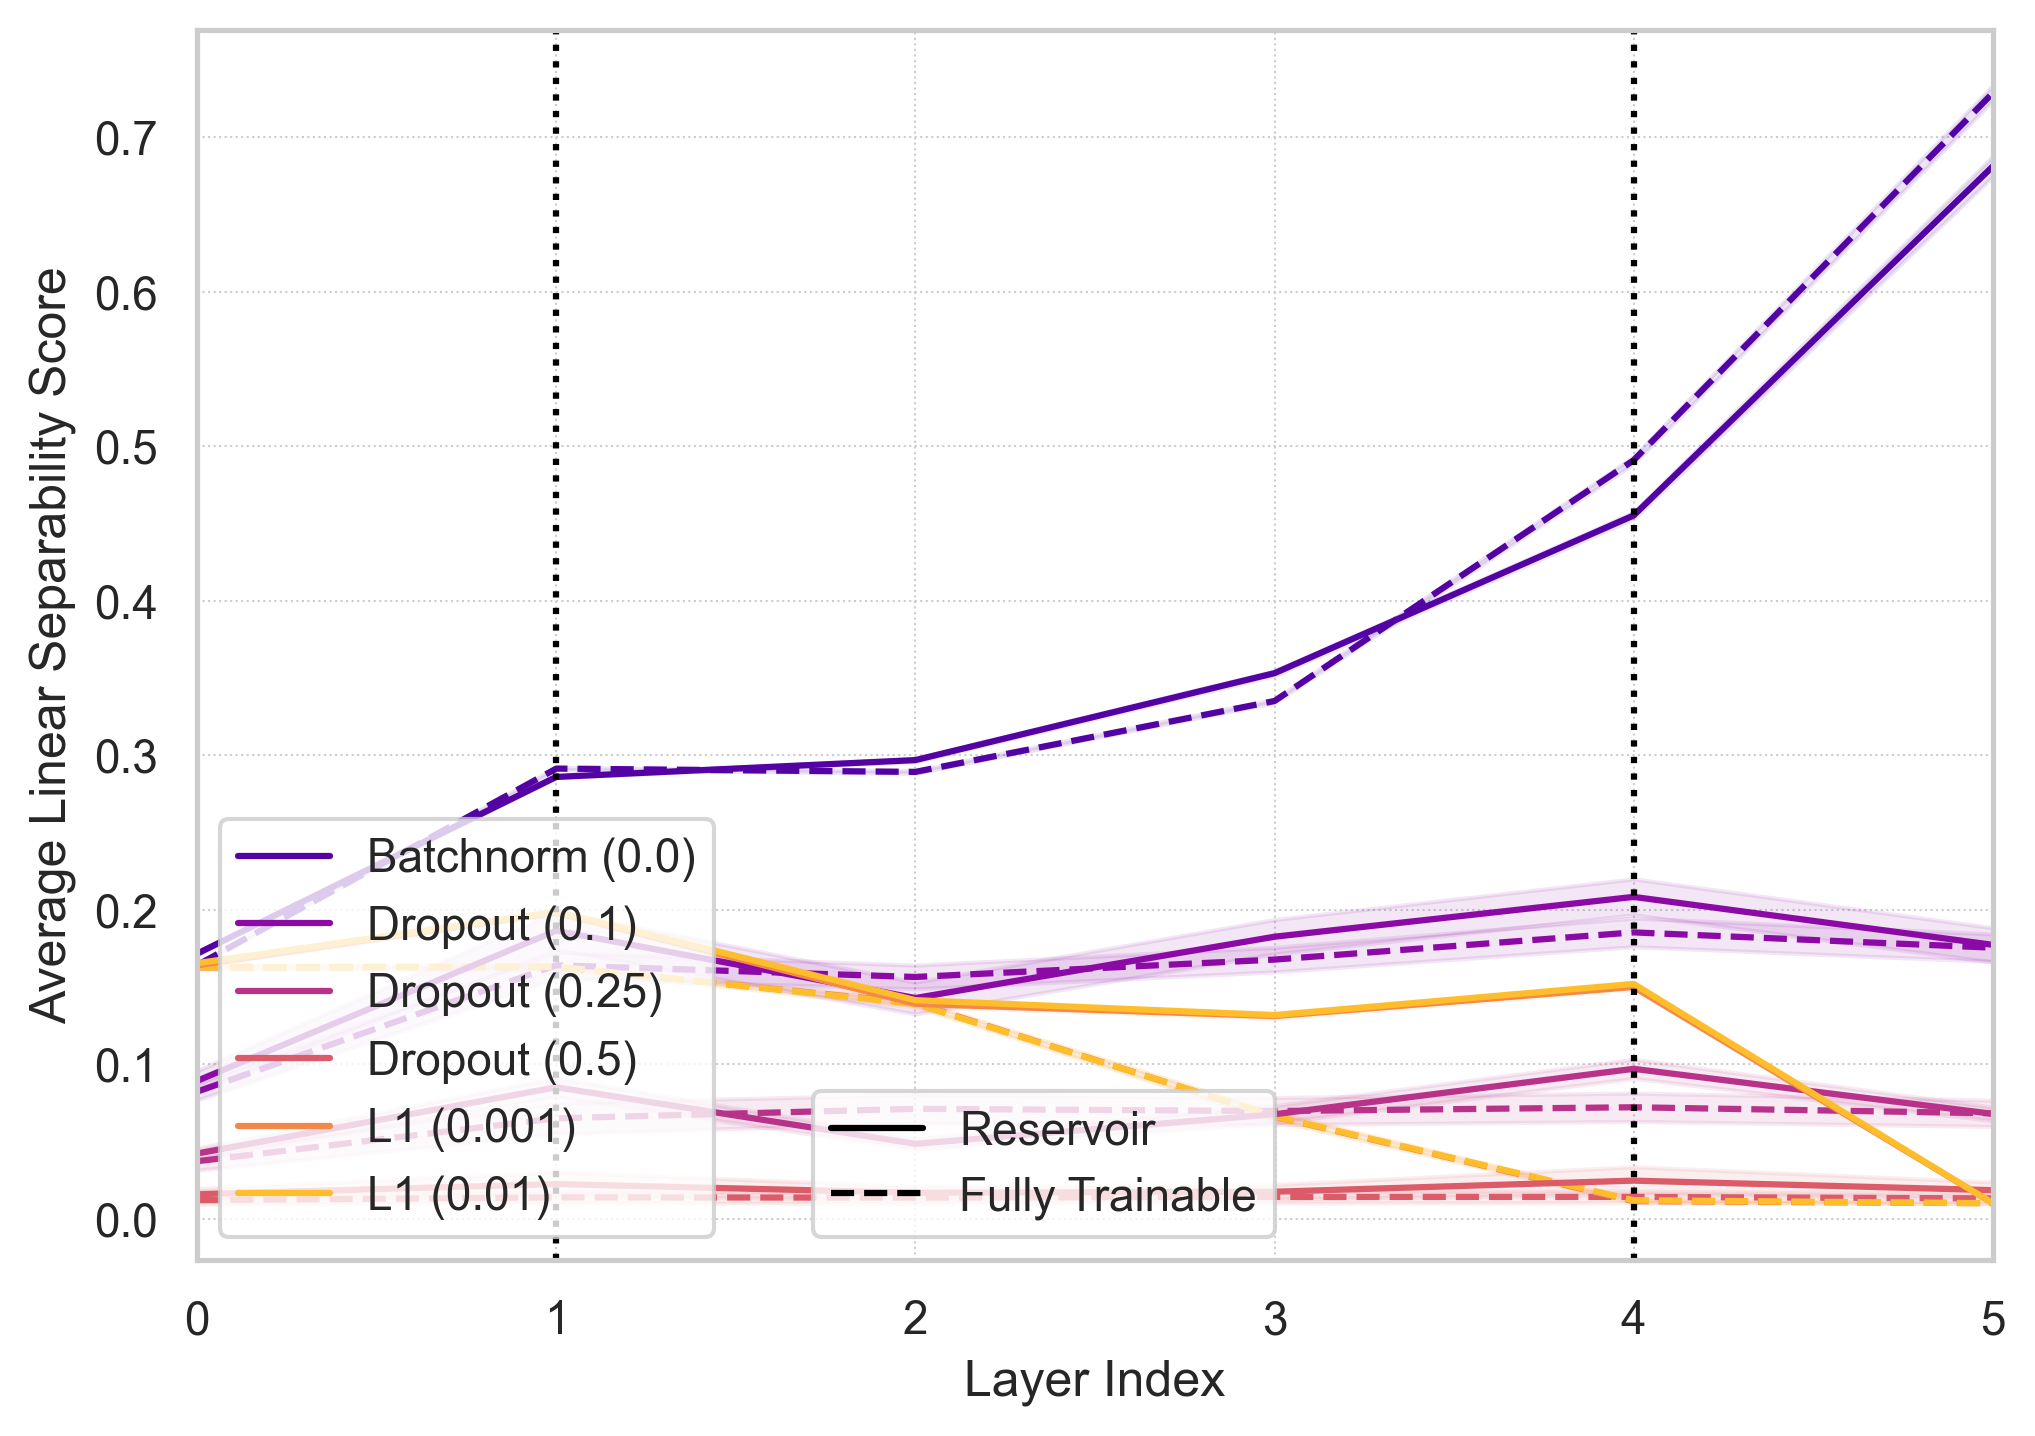 Average Linear Separability Score
0.7
0.6
0.5
0.4
0.3
0.2
0.1
0.0
Batchnorm (0.0)
Dropout (0.1)
Dropout (0.25)
Dropout (0.5)
L1 (0.001)
L1 (0.01)
Reservoir
Fully Trainable
0 1 2 3 4 5
Layer Index